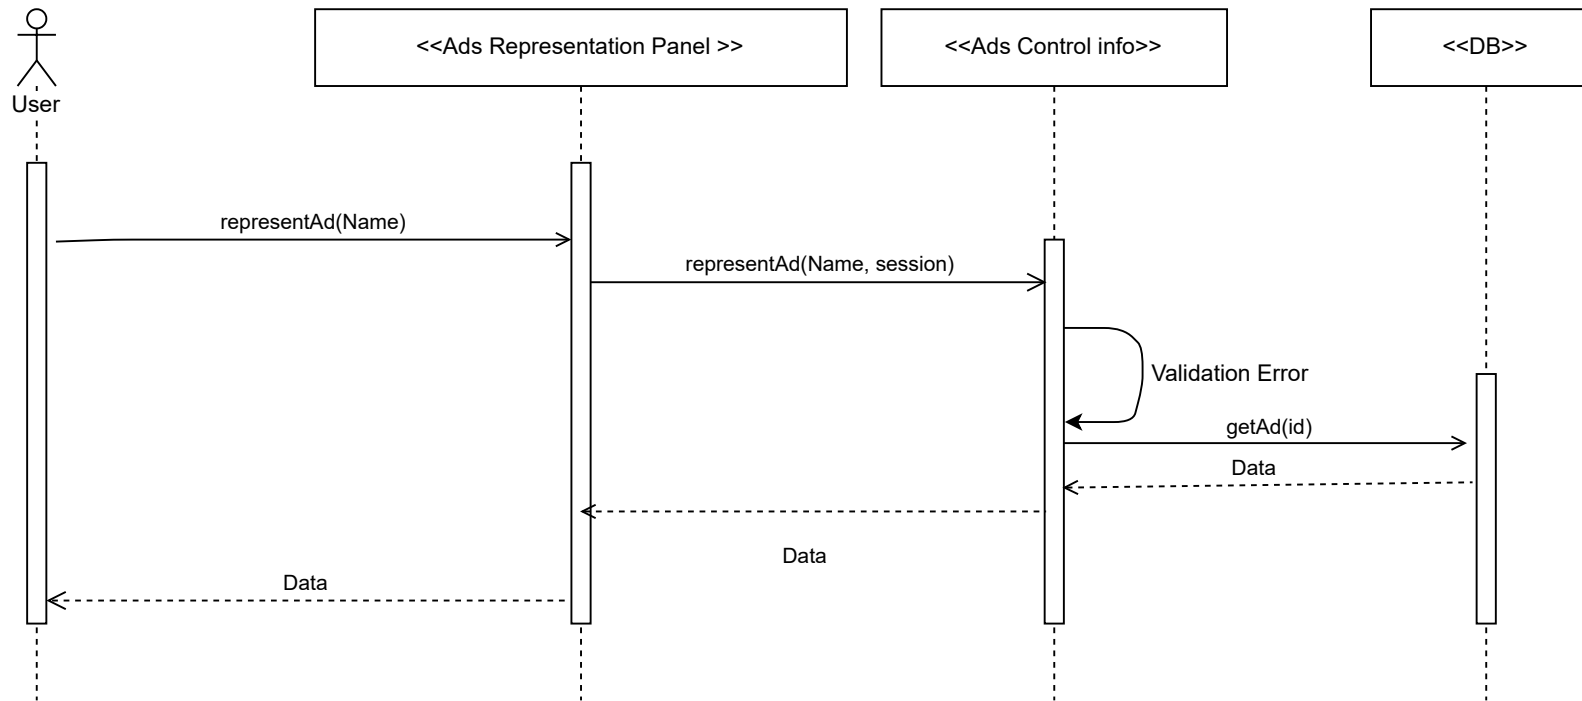 <<Ads Representation Panel >>
<<Ads Control info>>
<<DB>>
User
representAd(Name)
representAd(Name, session)
Validation Error
getAd(id)
Data
Data
Data